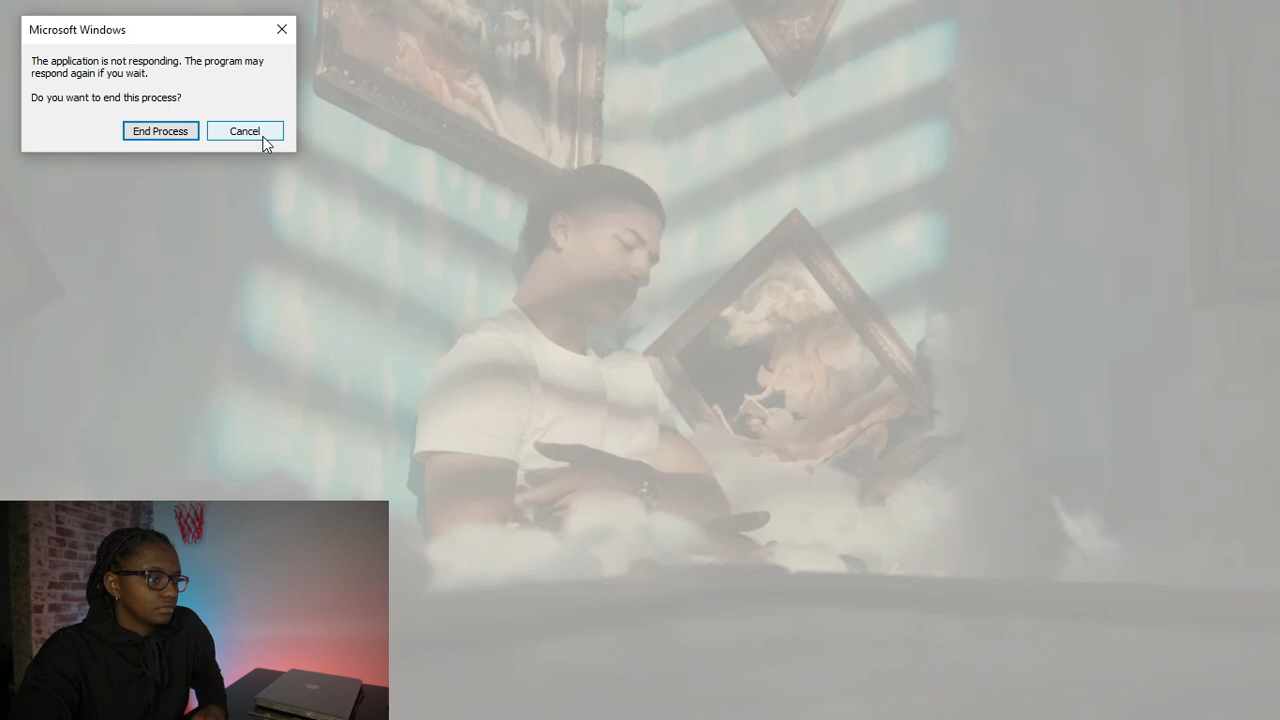 Microsoft Windows
The application is not responding. The program may
respond again if you wait.
Do you want to end this process?
End Process
Cancel